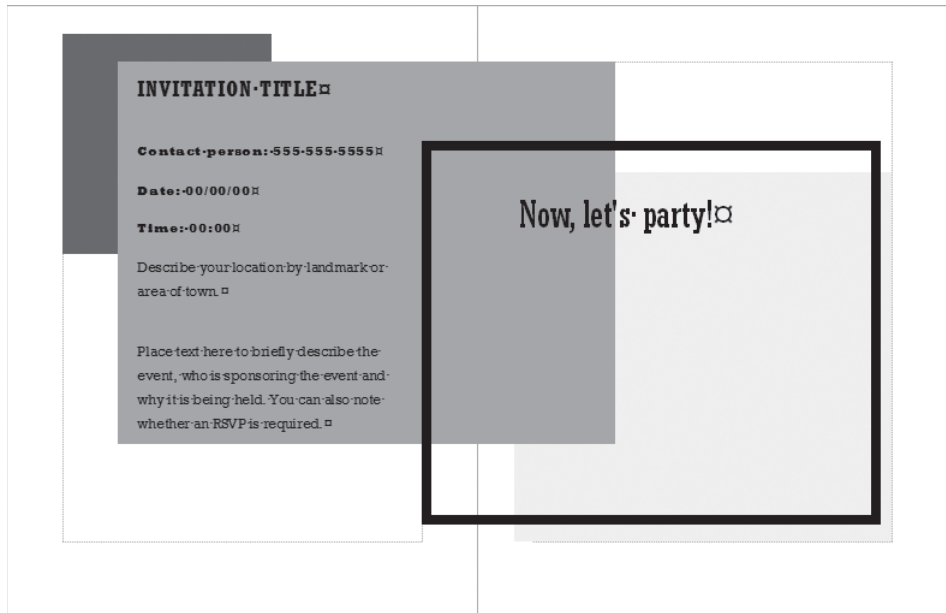 INVITATION·TITLE¤
Contact·person:·555·555·5555¤
Date:·00/00/00¤
Time:·00:00¤
Describe·your·location·by·landmark·or·
area·of·town.¤
Place·text·here·to·briefly·describe·the·
event,·who·is·sponsoring·the·event·and·
why·it·is·being·held.·You·can·also·note·
whether·an·RSVP·is·required.¤
Now, let's· party!¤